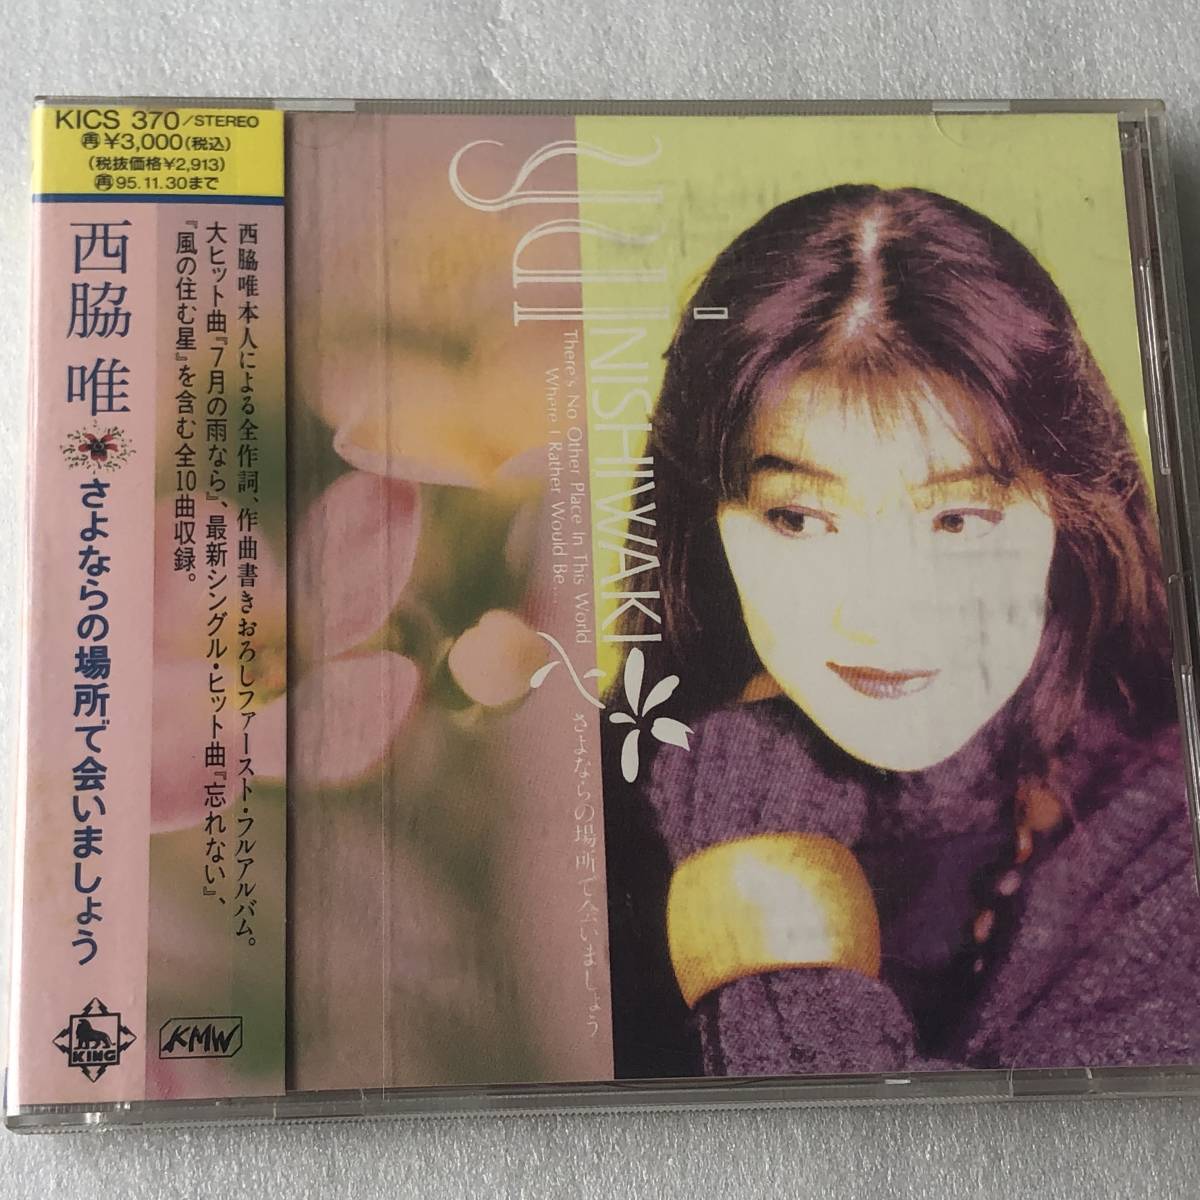 KICS 370/STEREO
再¥3,000(税込)
(税抜価格¥2,913)
再95.11.30まで
西脇唯
さよならの場所で会いましょう
KING
西脇唯本人による全作詞、作曲書きおろしファースト・フルアルバム。
大ヒット曲『7月の雨なら』、最新シングル・ヒット曲『忘れない』、
『風の住む星』を含む全10曲収録。
KMW
YUI NISHIWAKI
There's No Other Place In This World
Where I Rather Would Be....
さよならの場所で会いましょう